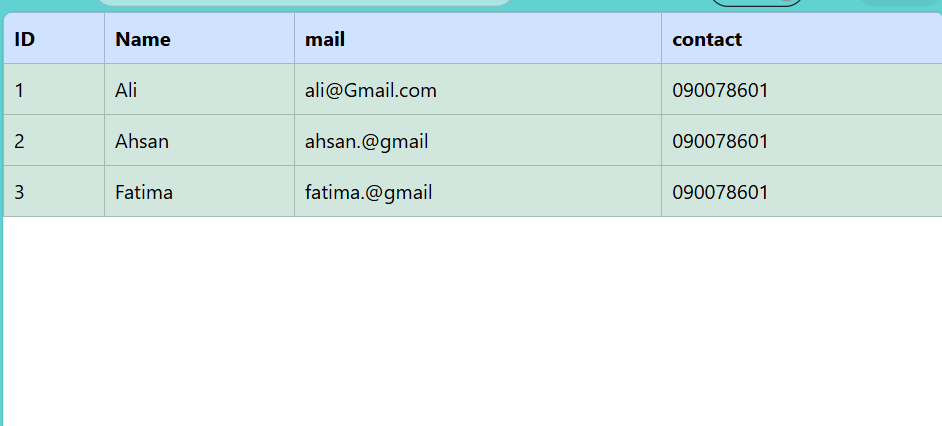 ID Name mail contact
1 Ali ali@Gmail.com 090078601
2 Ahsan ahsan.@gmail 090078601
3 Fatima fatima.@gmail 090078601